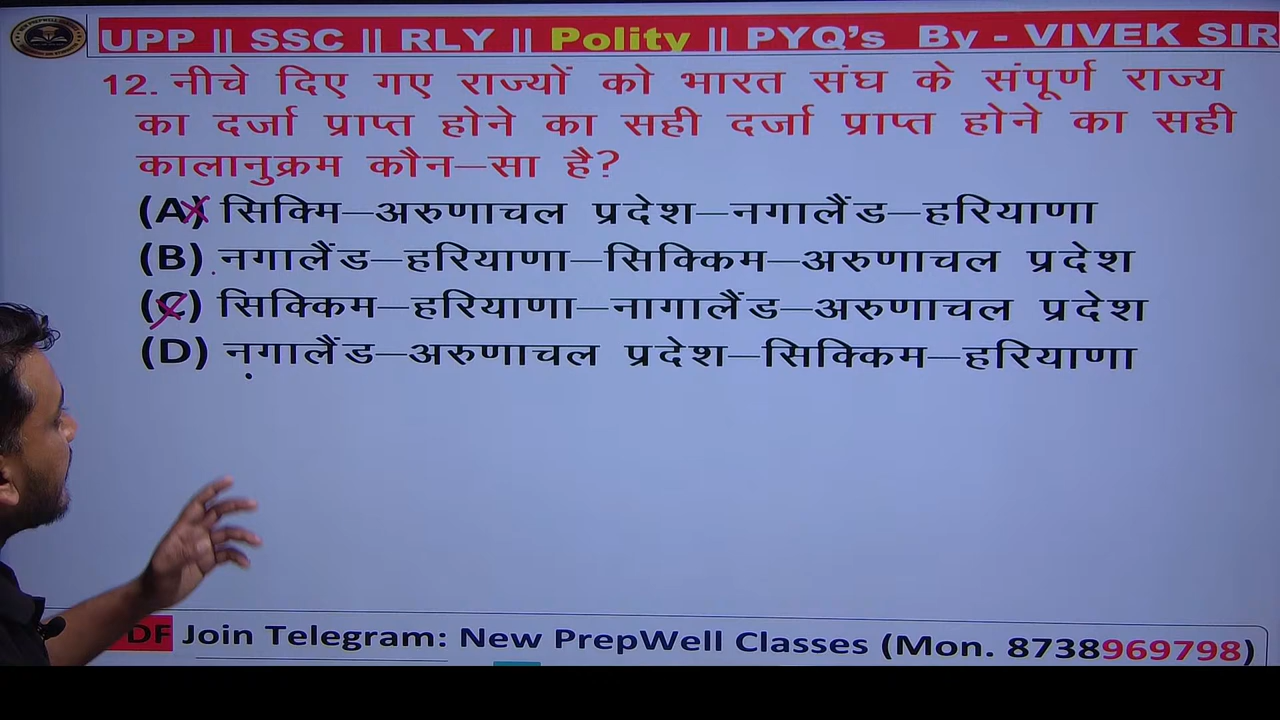 UPP || SSC || RLY || Polity || PYQ's By - VIVEK SIR
12. नीचे दिए गए राज्यों को भारत संघ के संपूर्ण राज्य
का दर्जा प्राप्त होने का सही दर्जा प्राप्त होने का सही
कालानुक्रम कौन–सा है?
(A) सिक्मि–अरुणाचल प्रदेश–नगालैंड–हरियाणा
(B) नगालैंड–हरियाणा–सिक्किम–अरुणाचल प्रदेश
(C) सिक्किम–हरियाणा–नागालैंड–अरुणाचल प्रदेश
(D) नगालैंड–अरुणाचल प्रदेश–सिक्किम–हरियाणा
DF Join Telegram: New PrepWell Classes (Mon. 8738969798)